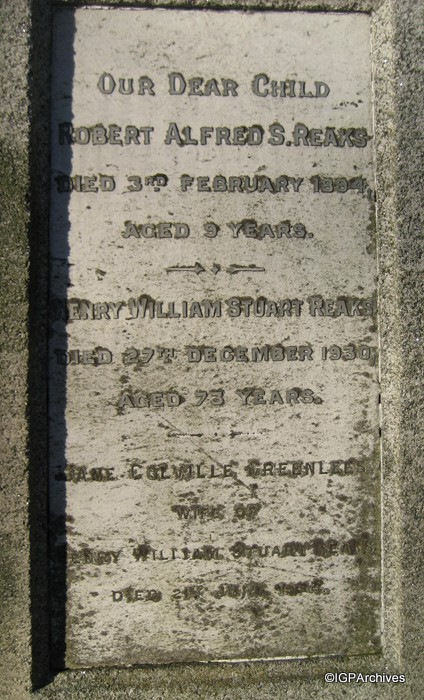 OUR DEAR CHILD
ROBERT ALFRED S. REAKS
DIED 3RD FEBRUARY 1894,
AGED 9 YEARS.
HENRY WILLIAM STUART REAKS
DIED 27TH DECEMBER 1930
AGED 73 YEARS.
JANE COLVILLE GREENLEES
WIFE OF
HENRY WILLIAM STUART REAKS
DIED
©IGPArchives